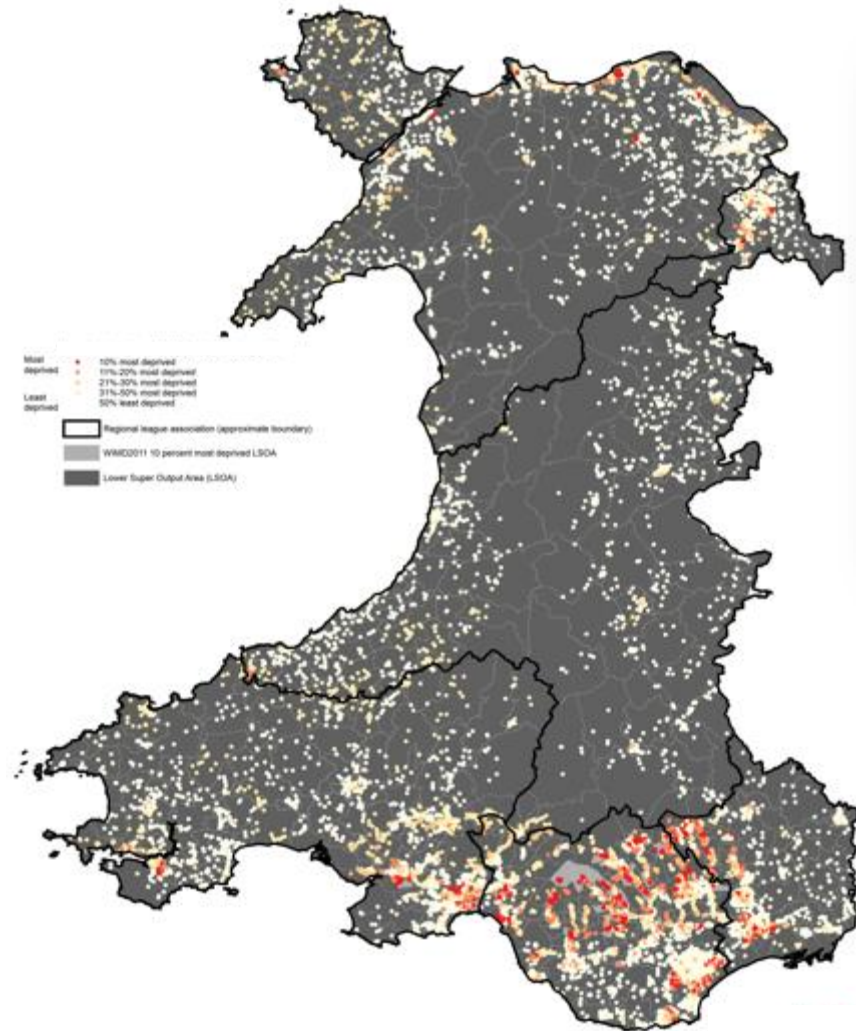 Most
deprived
Least
deprived
10% most deprived
11%-20% most deprived
21%-30% most deprived
31%-50% most deprived
50% least deprived
Regional league association (approximate boundary)
WIMD2011 10 percent most deprived LSOA
Lower Super Output Area (LSOA)